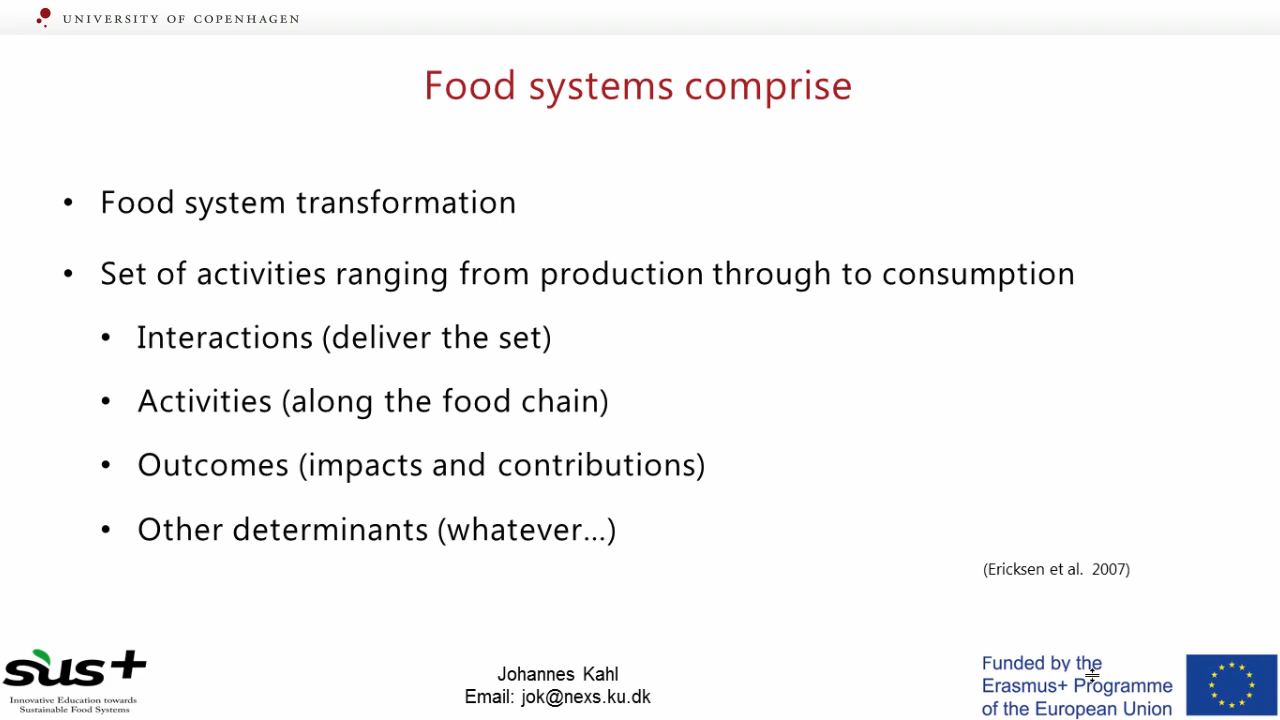 UNIVERSITY OF COPENHAGEN
Food systems comprise
• Food system transformation
• Set of activities ranging from production through to consumption
• Interactions (deliver the set)
• Activities (along the food chain)
• Outcomes (impacts and contributions)
• Other determinants (whatever...)
(Ericksen et al. 2007)
sus+
Innovative Education towards
Sustainable Food Systems
Johannes Kahl
Email: jok@nexs.ku.dk
Funded by the
Erasmus+ Programme
of the European Union